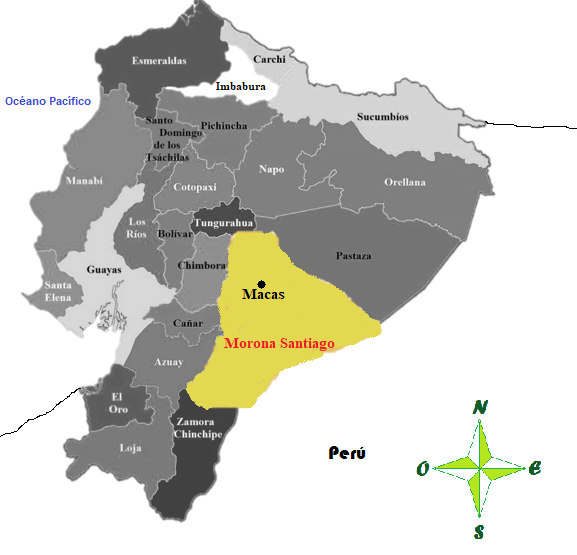 Esmeraldas
Carchi
Imbabura
Océano Pacífico
Sucumbíos
Santo
Domingo
de los
Tsáchilas
Pichincha
Napo
Orellana
Manabí
Cotopaxí
Los
Ríos
Bolívar
Tungurahua
Pastaza
Guayas
Chimbora
Santa
Elena
Macas
Cañar
Morona Santiago
Azuay
El
Oro
Zamora
Chinchipe
Loja
Perú
N
O
E
S